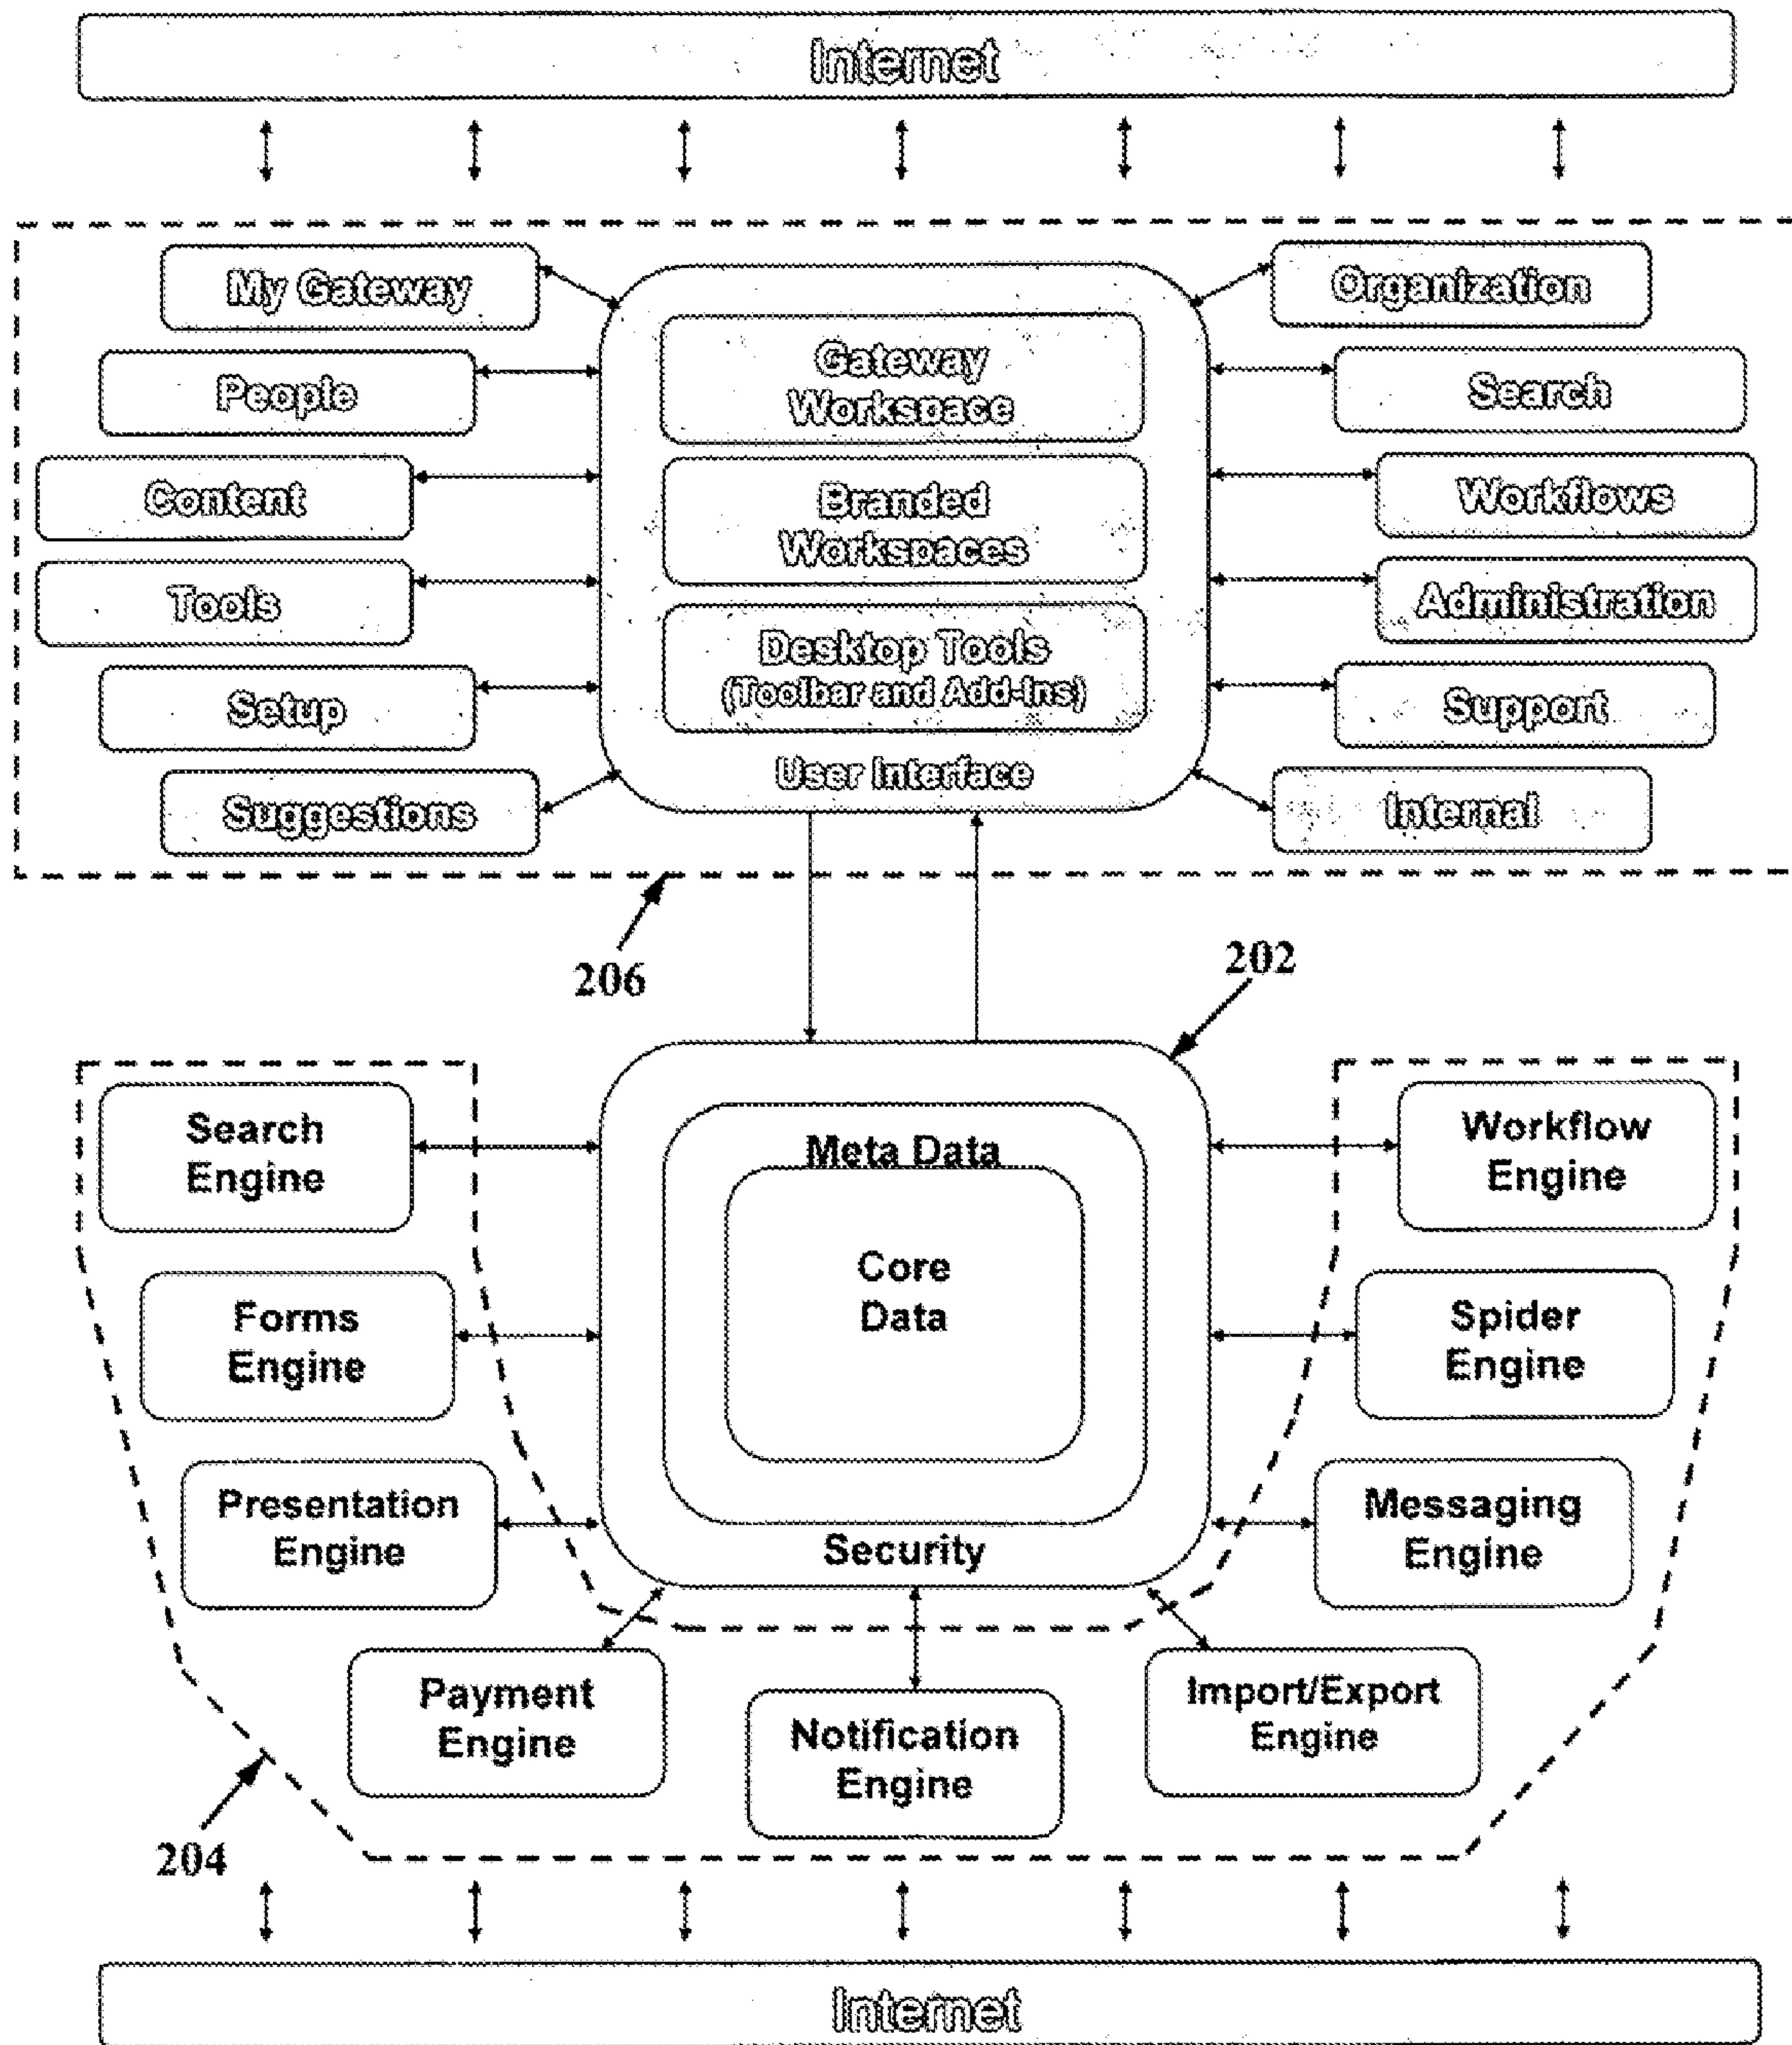 Internet
My Gateway
Organization
Gateway
Workspace
People
Search
Content
Branded
Workspaces
Workflows
Tools
Desktop Tools
(Toolbar and Add-Ins)
Administration
Setup
Support
User Interface
Suggestions
Internal
206
202
Search
Engine
Meta Data
Workflow
Engine
Core
Data
Forms
Engine
Spider
Engine
Presentation
Engine
Security
Messaging
Engine
Payment
Engine
Notification
Engine
Import/Export
Engine
204
Internet